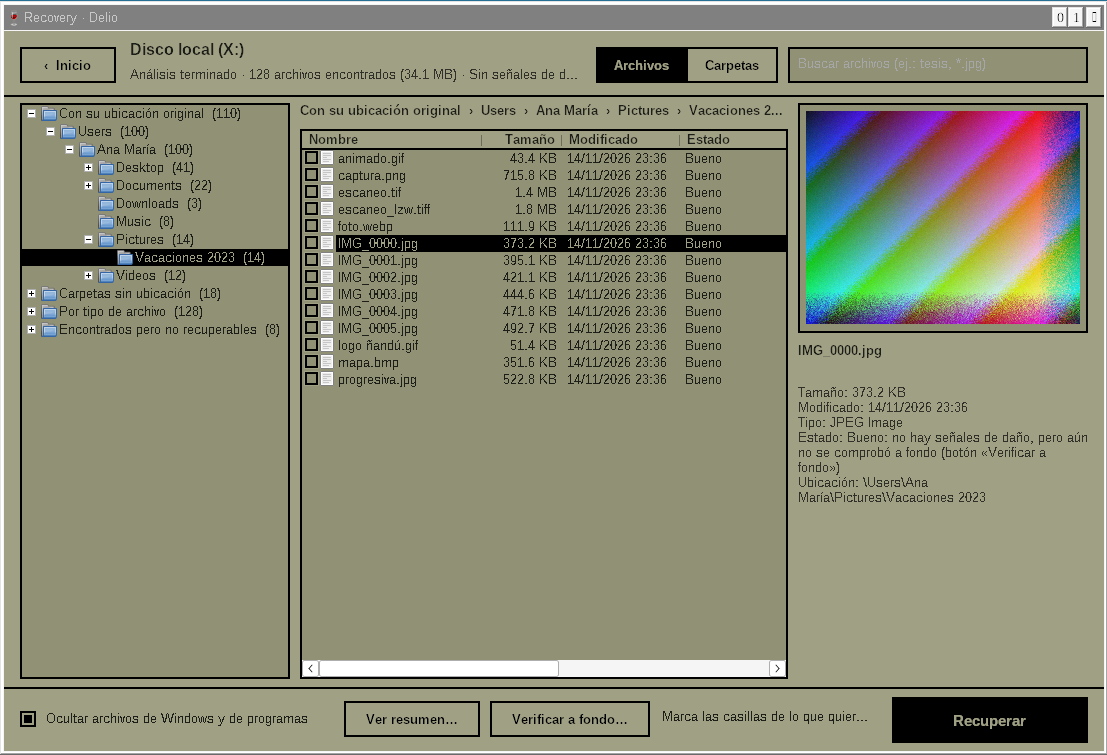 Recovery · Delio
0 1
‹ Inicio
Disco local (X:)
Análisis terminado · 128 archivos encontrados (34.1 MB) · Sin señales de d...
Archivos
Carpetas
Buscar archivos (ej.: tesis, *.jpg)
Con su ubicación original (110)
Users (100)
Ana María (100)
Desktop (41)
Documents (22)
Downloads (3)
Music (8)
Pictures (14)
Vacaciones 2023 (14)
Videos (12)
Carpetas sin ubicación (18)
Por tipo de archivo (128)
Encontrados pero no recuperables (8)
Con su ubicación original › Users › Ana María › Pictures › Vacaciones 2...
Nombre Tamaño Modificado Estado
animado.gif 43.4 KB 14/11/2026 23:36 Bueno
captura.png 715.8 KB 14/11/2026 23:36 Bueno
escaneo.tif 1.4 MB 14/11/2026 23:36 Bueno
escaneo_lzw.tiff 1.8 MB 14/11/2026 23:36 Bueno
foto.webp 111.9 KB 14/11/2026 23:36 Bueno
IMG_0000.jpg 373.2 KB 14/11/2026 23:36 Bueno
IMG_0001.jpg 395.1 KB 14/11/2026 23:36 Bueno
IMG_0002.jpg 421.1 KB 14/11/2026 23:36 Bueno
IMG_0003.jpg 444.6 KB 14/11/2026 23:36 Bueno
IMG_0004.jpg 471.8 KB 14/11/2026 23:36 Bueno
IMG_0005.jpg 492.7 KB 14/11/2026 23:36 Bueno
logo ñandú.gif 51.4 KB 14/11/2026 23:36 Bueno
mapa.bmp 351.6 KB 14/11/2026 23:36 Bueno
progresiva.jpg 522.8 KB 14/11/2026 23:36 Bueno
IMG_0000.jpg
Tamaño: 373.2 KB
Modificado: 14/11/2026 23:36
Tipo: JPEG Image
Estado: Bueno: no hay señales de daño, pero aún
no se comprobó a fondo (botón «Verificar a
fondo»)
Ubicación: \Users\Ana
María\Pictures\Vacaciones 2023
Ocultar archivos de Windows y de programas
Ver resumen...
Verificar a fondo...
Marca las casillas de lo que quier...
Recuperar